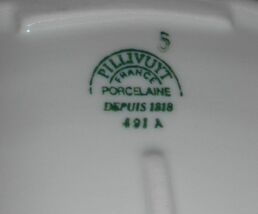 5
PILLIVUYT
FRANCE
PORCELAINE
DEPUIS 1818
491 A